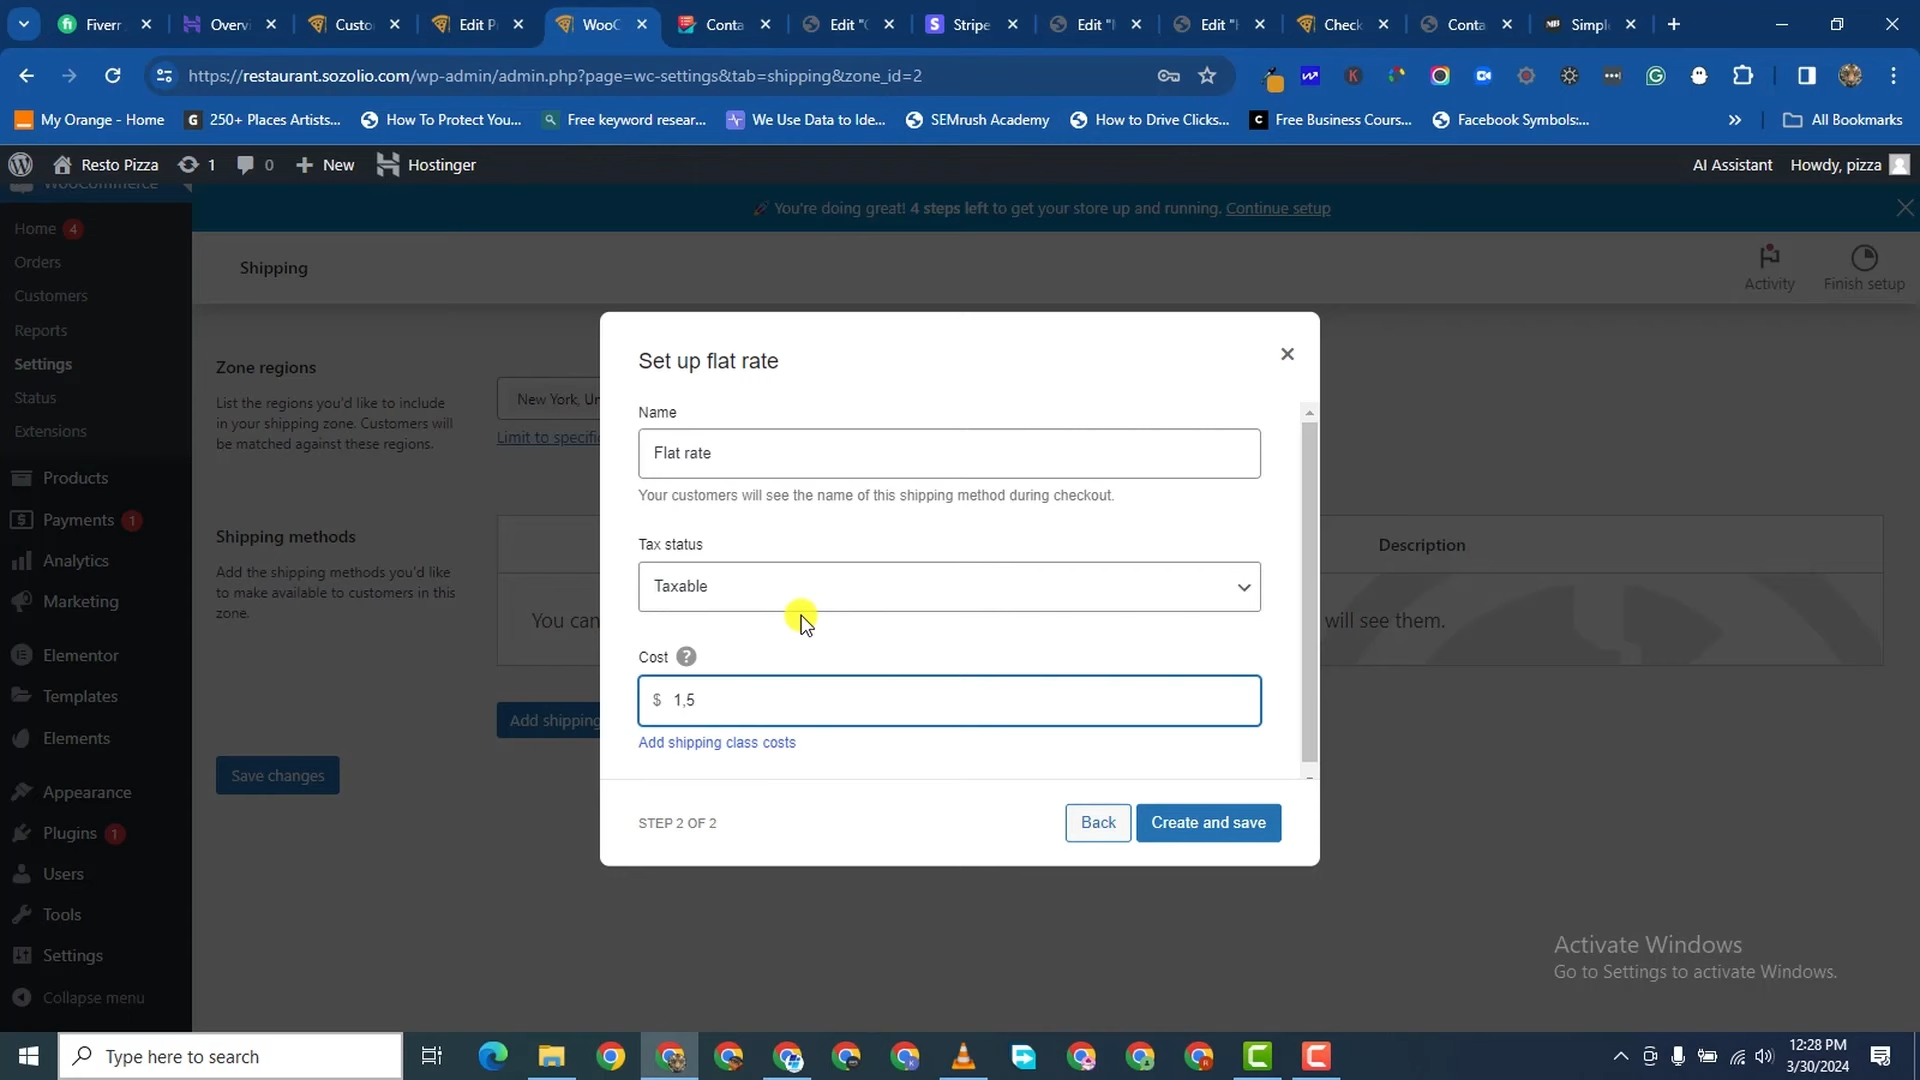 Fiverr
Overvi
Custo
Edit P
WooC
Conta
Edit "C
Stripe
Edit "
Edit "
Check
Conta
Simple
https://restaurant.sozolio.com/wp-admin/admin.php?page=wc-settings&tab=shipping&zone_id=2
My Orange - Home
250+ Places Artists...
How To Protect You...
Free keyword resear...
We Use Data to Ide...
SEMrush Academy
How to Drive Clicks...
Free Business Cours...
Facebook Symbols:...
All Bookmarks
Resto Pizza
1
0
New
Hostinger
AI Assistant
Howdy, pizza
WooCommerce
You're doing great! 4 steps left to get your store up and running. Continue setup
Home 4
Orders
Customers
Reports
Settings
Status
Extensions
Products
Payments 1
Analytics
Marketing
Elementor
Templates
Elements
Appearance
Plugins 1
Users
Tools
Settings
Collapse menu
Shipping
Activity
Finish setup
Zone regions
List the regions you'd like to include
in your shipping zone. Customers will
be matched against these regions.
New York, Un
Limit to specific
Shipping methods
Add the shipping methods you'd like
to make available to customers in this
zone.
Description
You can
will see them.
Add shipping
Save changes
Set up flat rate
Name
Flat rate
Your customers will see the name of this shipping method during checkout.
Tax status
Taxable
Cost ?
$ 1,5
Add shipping class costs
STEP 2 OF 2
Back
Create and save
Activate Windows
Go to Settings to activate Windows.
Type here to search
12:28 PM
3/30/2024